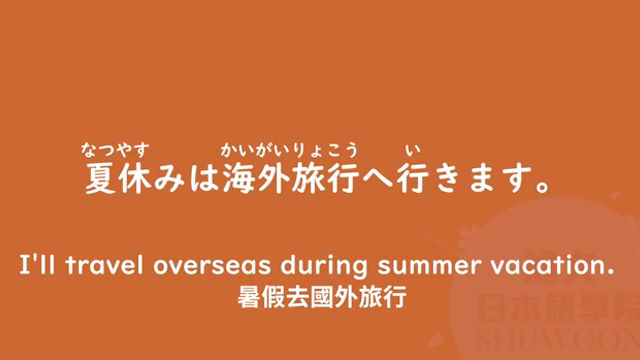 なつやす かいがいりょこう い
夏休みは海外旅行へ行きます。
I'll travel overseas during summer vacation.
暑假去國外旅行
日本語學院
SHUWOON